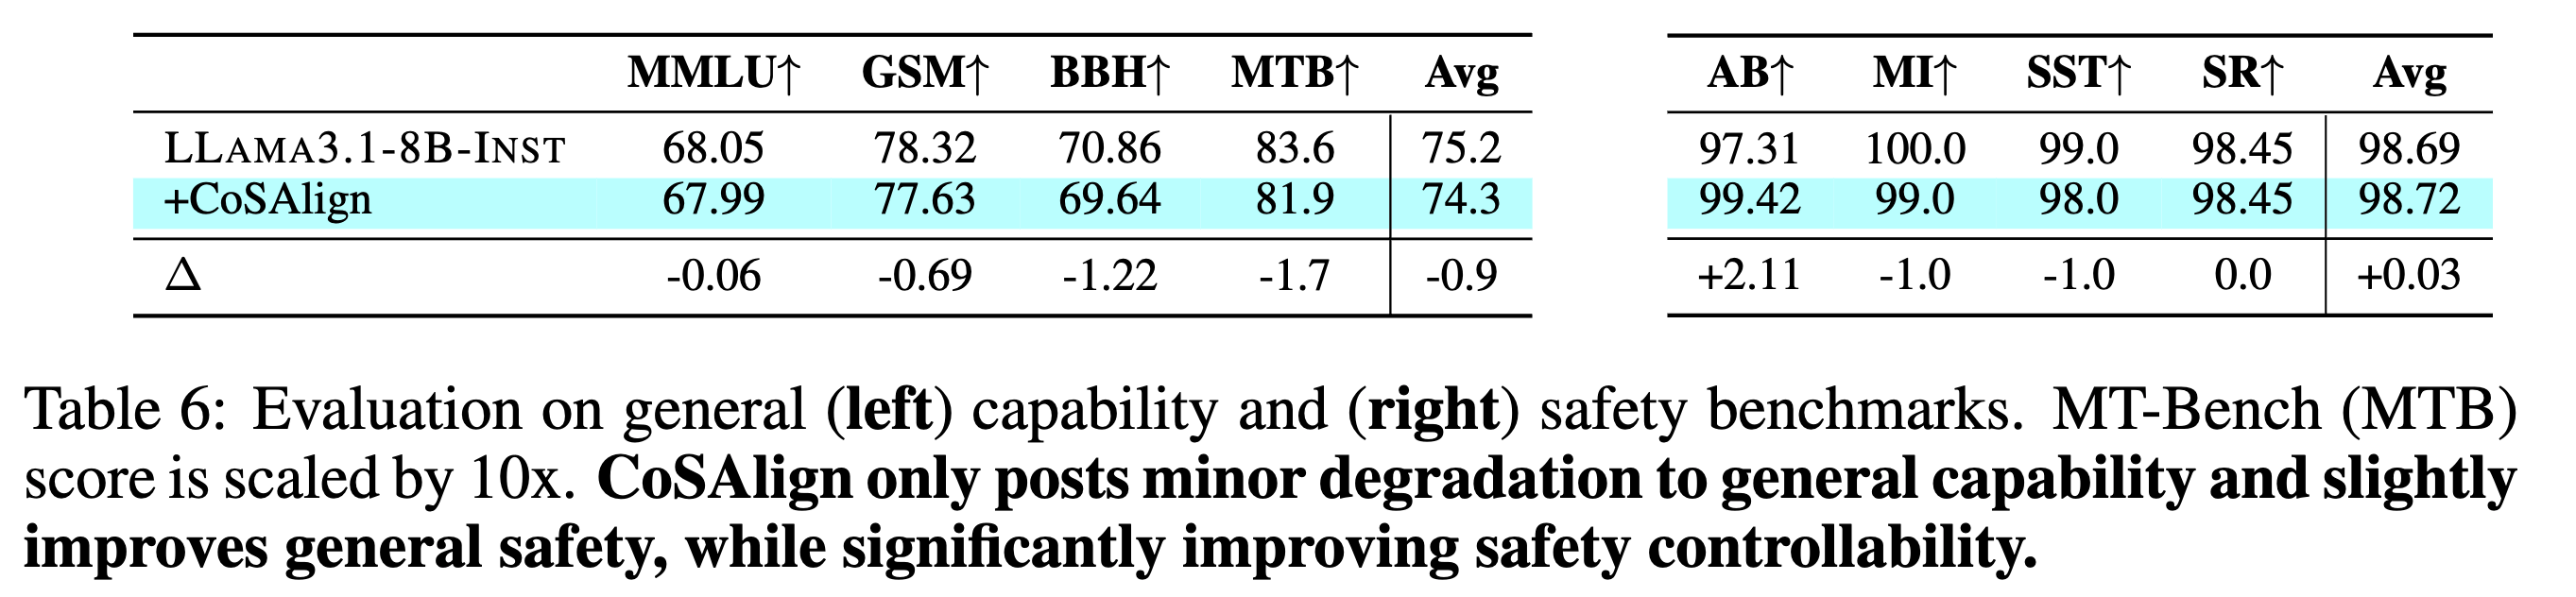 MMLU↑ GSM↑ BBH↑ MTB↑ Avg AB↑ MI↑ SST↑ SR↑ Avg
LLAMA3.1-8B-INST 68.05 78.32 70.86 83.6 75.2 97.31 100.0 99.0 98.45 98.69
+CoSAlign 67.99 77.63 69.64 81.9 74.3 99.42 99.0 98.0 98.45 98.72
Δ -0.06 -0.69 -1.22 -1.7 -0.9 +2.11 -1.0 -1.0 0.0 +0.03
Table 6: Evaluation on general (left) capability and (right) safety benchmarks. MT-Bench (MTB)
score is scaled by 10x. CoSAlign only posts minor degradation to general capability and slightly
improves general safety, while significantly improving safety controllability.